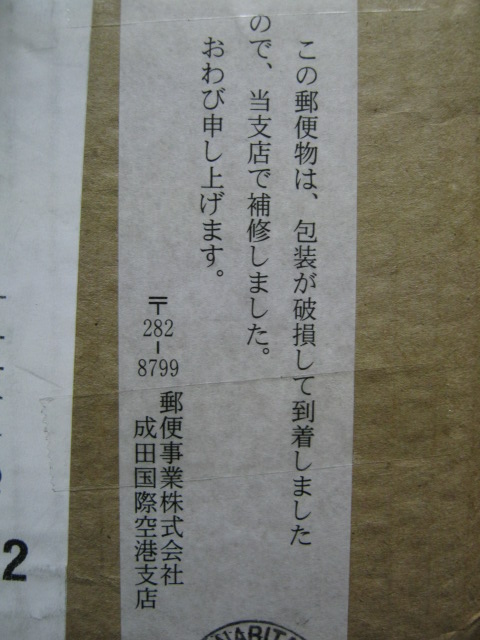 この郵便物は、包装が破損して到着しました
ので、当支店で補修しました。
おわび申し上げます。
〒282-8799
郵便事業株式会社
成田国際空港支店
NARITA
2